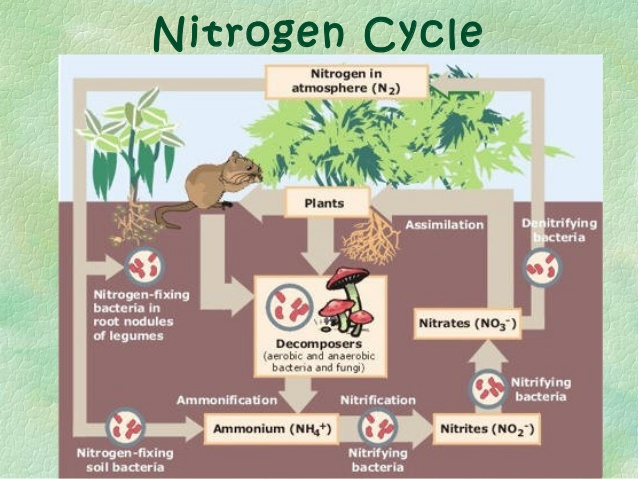 Nitrogen Cycle
Nitrogen in
atmosphere (N₂)
Plants
Assimilation
Denitrifying
bacteria
Nitrogen-fixing
bacteria in
root nodules
of legumes
Decomposers
(aerobic and anaerobic
bacteria and fungi)
Nitrates (NO₃⁻)
Nitrifying
bacteria
Ammonification
Nitrification
Ammonium (NH₄⁺)
Nitrites (NO₂⁻)
Nitrogen-fixing
soil bacteria
Nitrifying
bacteria